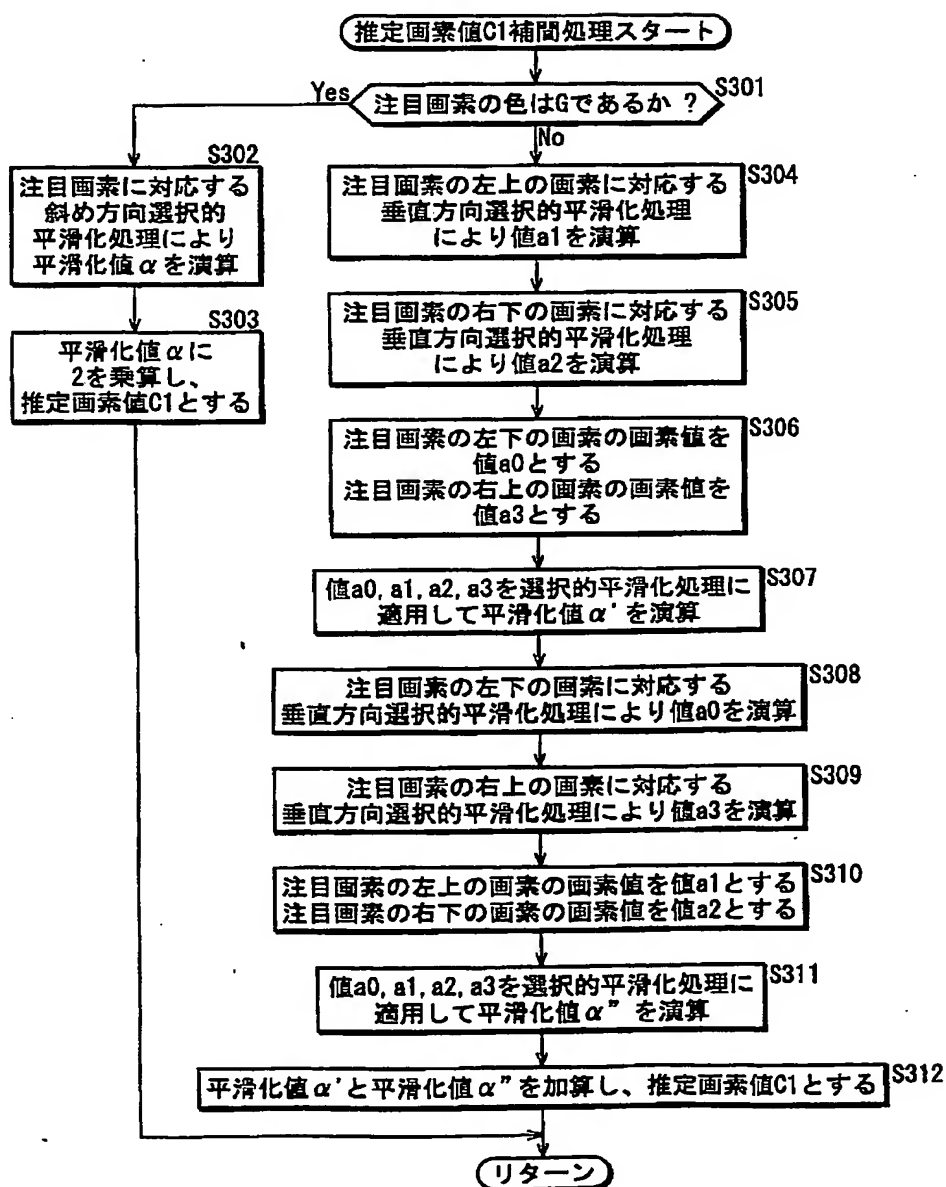 推定画素値C1補間処理スタート
S301
注目画素の色はGであるか ?
Yes
No
S302
注目画素に対応する
斜め方向選択的
平滑化処理により
平滑化値αを演算
S303
平滑化値αに
2を乗算し、
推定画素値C1とする
S304
注目画素の左上の画素に対応する
垂直方向選択的平滑化処理
により値a1を演算
S305
注目画素の右下の画素に対応する
垂直方向選択的平滑化処理
により値a2を演算
S306
注目画素の左下の画素の画素値を
値a0とする
注目画素の右上の画素の画素値を
値a3とする
S307
値a0, a1, a2, a3を選択的平滑化処理に
適用して平滑化値α'を演算
S308
注目画素の左下の画素に対応する
垂直方向選択的平滑化処理により値a0を演算
S309
注目画素の右上の画素に対応する
垂直方向選択的平滑化処理により値a3を演算
S310
注目画素の左上の画素の画素値を値a1とする
注目画素の右下の画素の画素値を値a2とする
S311
値a0, a1, a2, a3を選択的平滑化処理に
適用して平滑化値α”を演算
S312
平滑化値α'と平滑化値α”を加算し、推定画素値C1とする
リターン